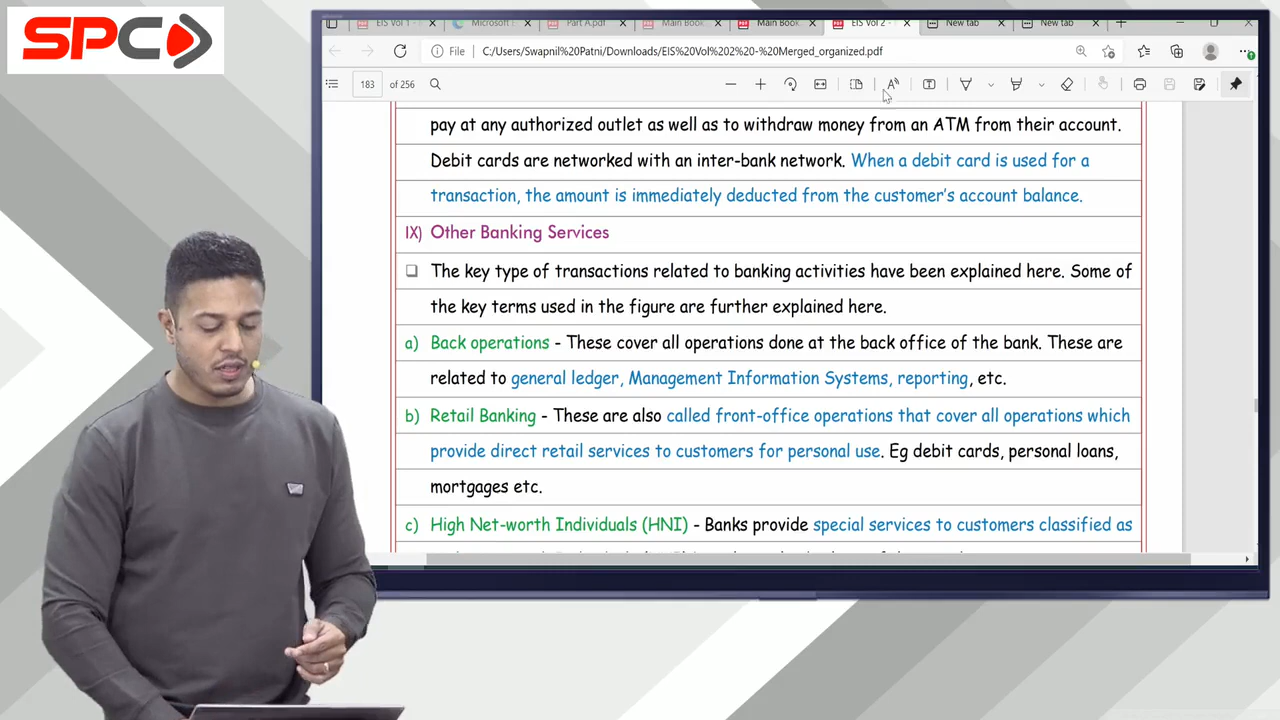 SPC
EIS Vol 1 -
Microsoft
Part A.pdf
Main Book
Main Book
EIS Vol 2 -
New tab
New tab
File
C:/Users/Swapnil%20Patni/Downloads/EIS%20Vol%202%20-%20Merged_organized.pdf
183 of 256
pay at any authorized outlet as well as to withdraw money from an ATM from their account.
Debit cards are networked with an inter-bank network. When a debit card is used for a
transaction, the amount is immediately deducted from the customer's account balance.
IX) Other Banking Services
The key type of transactions related to banking activities have been explained here. Some of
the key terms used in the figure are further explained here.
a) Back operations - These cover all operations done at the back office of the bank. These are
related to general ledger, Management Information Systems, reporting, etc.
b) Retail Banking - These are also called front-office operations that cover all operations which
provide direct retail services to customers for personal use. Eg debit cards, personal loans,
mortgages etc.
c) High Net-worth Individuals (HNI) - Banks provide special services to customers classified as